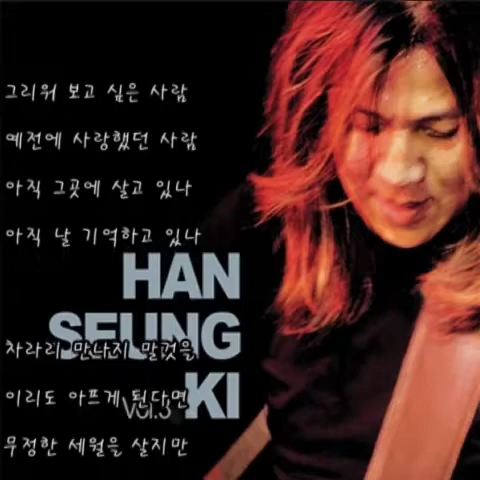 그리워 보고 싶은 사람
예전에 사랑했던 사람
아직 그곳에 살고 있나
아직 날 기억하고 있나
HAN
SEUNG
차라리 만나지 말것을
KI
Vol.3
이리도 아프게 된다면
무정한 세월을 살지만